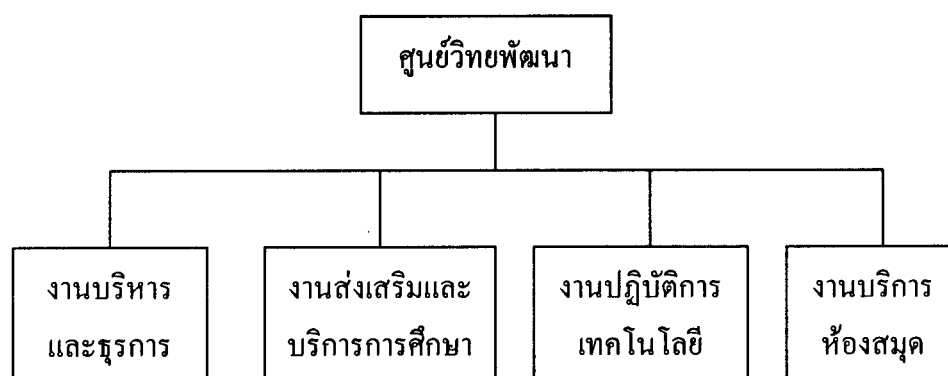 ศูนย์วิทยพัฒนา
งานบริหาร
และธุรการ
งานส่งเสริมและ
บริการการศึกษา
งานปฏิบัติการ
เทคโนโลยี
งานบริการ
ห้องสมุด